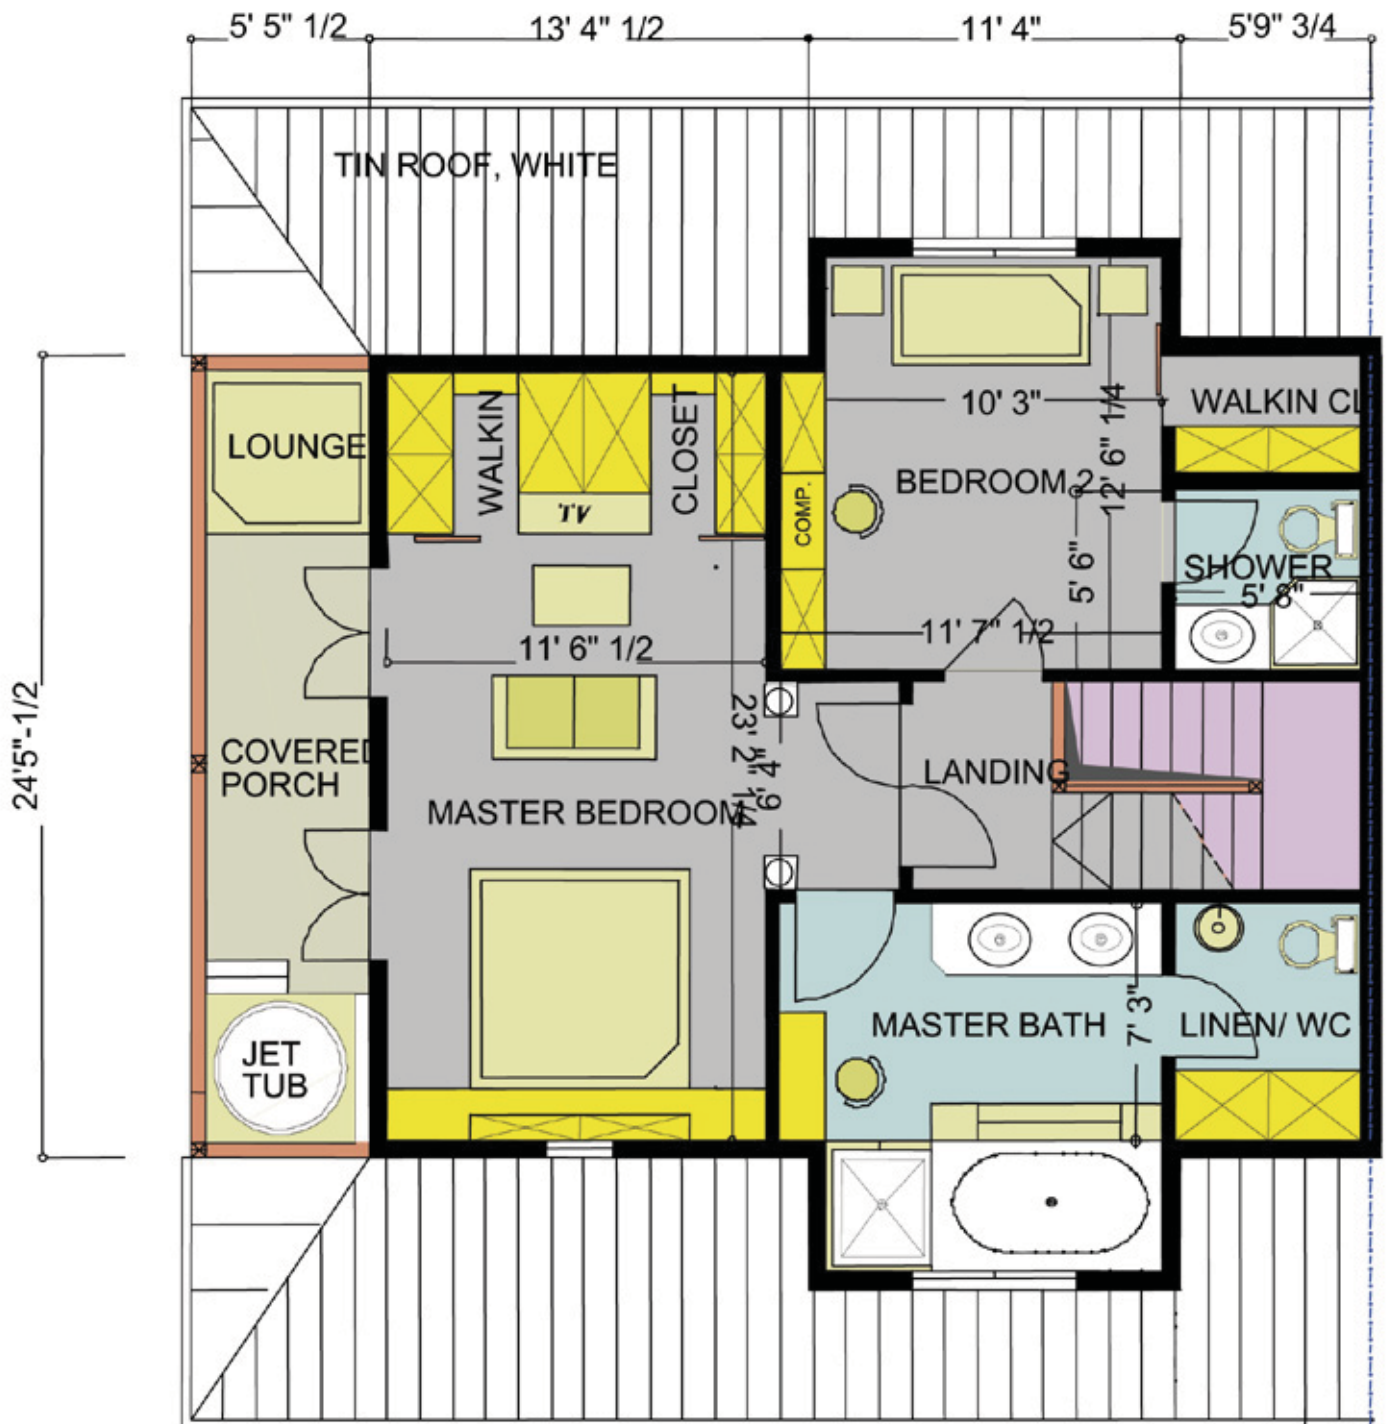 5' 5" 1/2
13' 4" 1/2
11' 4"
5'9" 3/4
TIN ROOF, WHITE
LOUNGE
WALKIN
CLOSET
T.V
COMP.
10' 3"
12' 6" 1/4
WALKIN CL
BEDROOM 2
5' 6"
SHOWER
5' 8"
11' 7" 1/2
11' 6" 1/2
24'5"-1/2
COVERED
PORCH
23' 2" 1/4
LANDING
MASTER BEDROOM
JET
TUB
MASTER BATH
7' 3"
LINEN/ WC